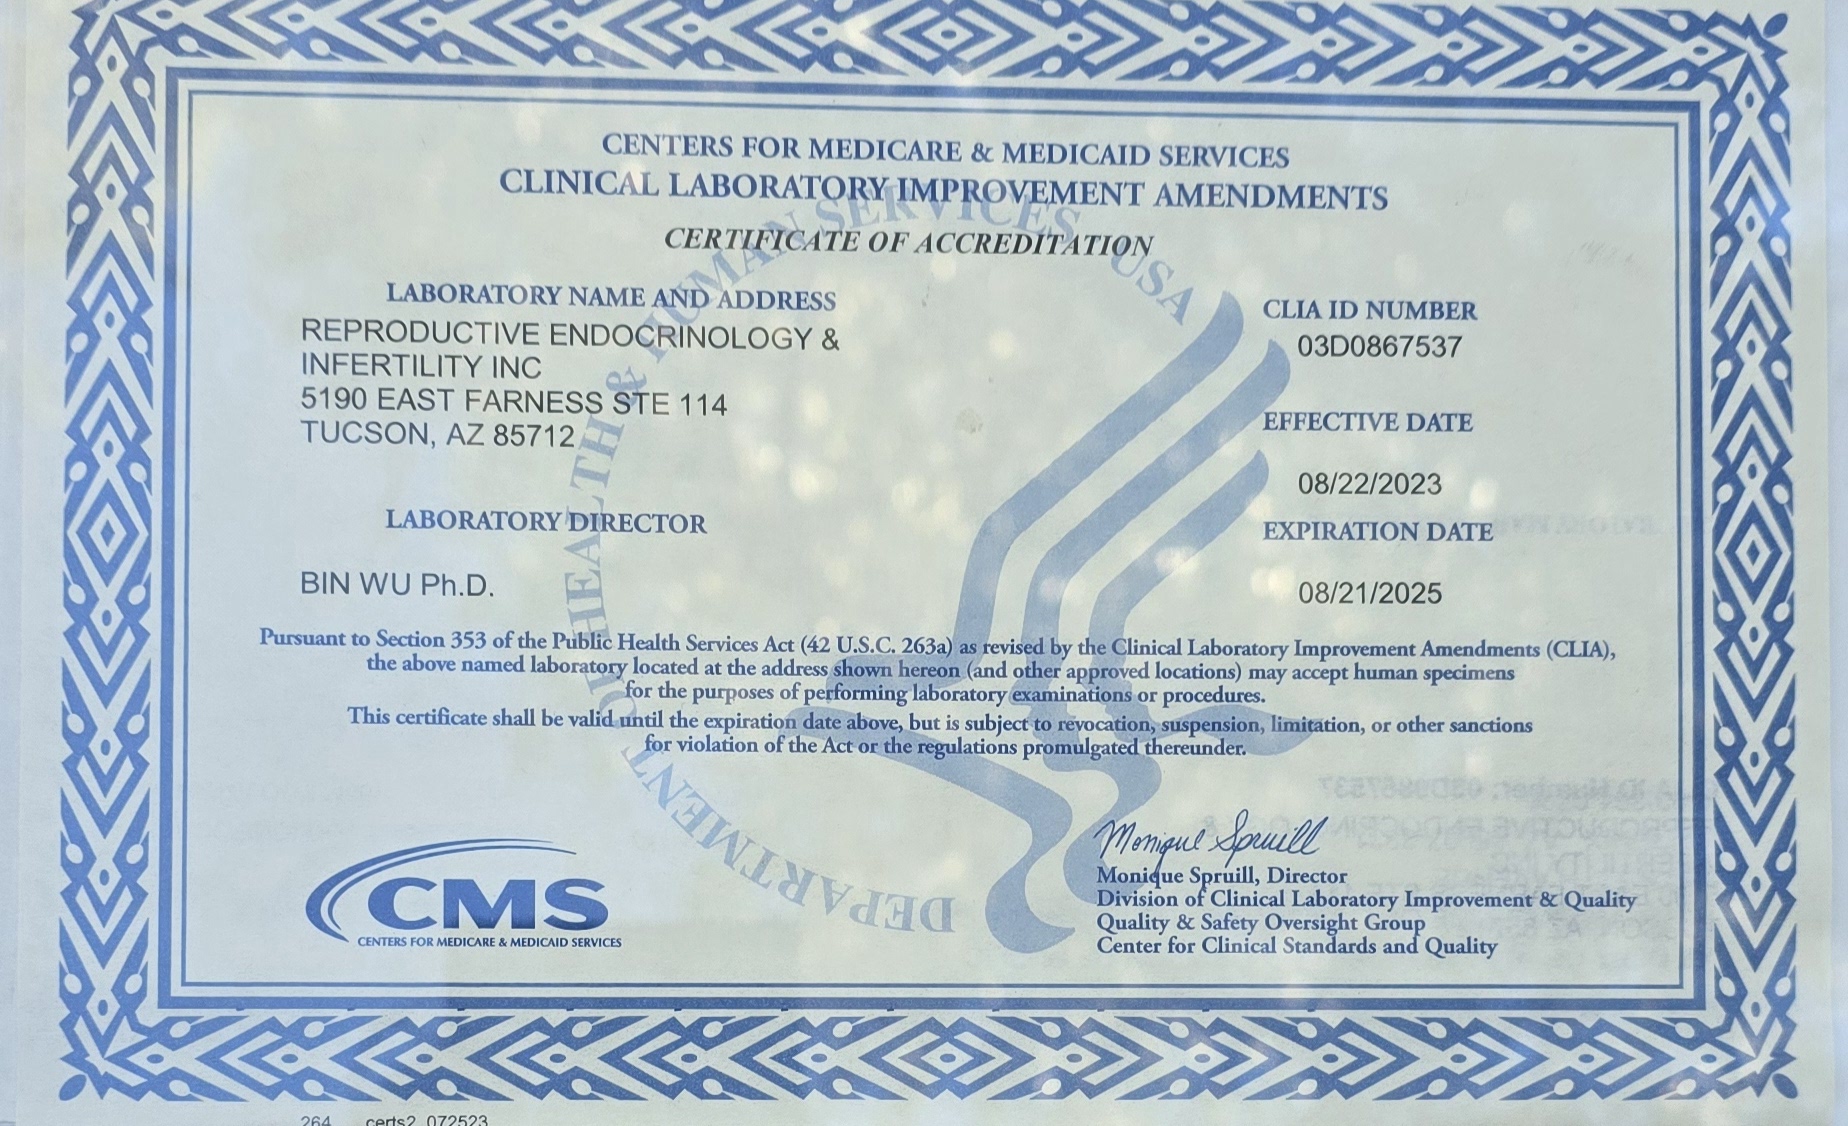 CENTERS FOR MEDICARE & MEDICAID SERVICES
CLINICAL LABORATORY IMPROVEMENT AMENDMENTS
CERTIFICATE OF ACCREDITATION
LABORATORY NAME AND ADDRESS
REPRODUCTIVE ENDOCRINOLOGY &
INFERTILITY INC
5190 EAST FARNESS STE 114
TUCSON, AZ 85712
CLIA ID NUMBER
03D0867537
EFFECTIVE DATE
08/22/2023
LABORATORY DIRECTOR
BIN WU Ph.D.
EXPIRATION DATE
08/21/2025
Pursuant to Section 353 of the Public Health Services Act (42 U.S.C. 263a) as revised by the Clinical Laboratory Improvement Amendments (CLIA),
the above named laboratory located at the address shown hereon (and other approved locations) may accept human specimens
for the purposes of performing laboratory examinations or procedures.
This certificate shall be valid until the expiration date above, but is subject to revocation, suspension, limitation, or other sanctions
for violation of the Act or the regulations promulgated thereunder.
DEPARTMENT OF HEALTH & HUMAN SERVICES USA
CMS
CENTERS FOR MEDICARE & MEDICAID SERVICES
Monique Spruill
Monique Spruill, Director
Division of Clinical Laboratory Improvement & Quality
Quality & Safety Oversight Group
Center for Clinical Standards and Quality
264 certs2_072523